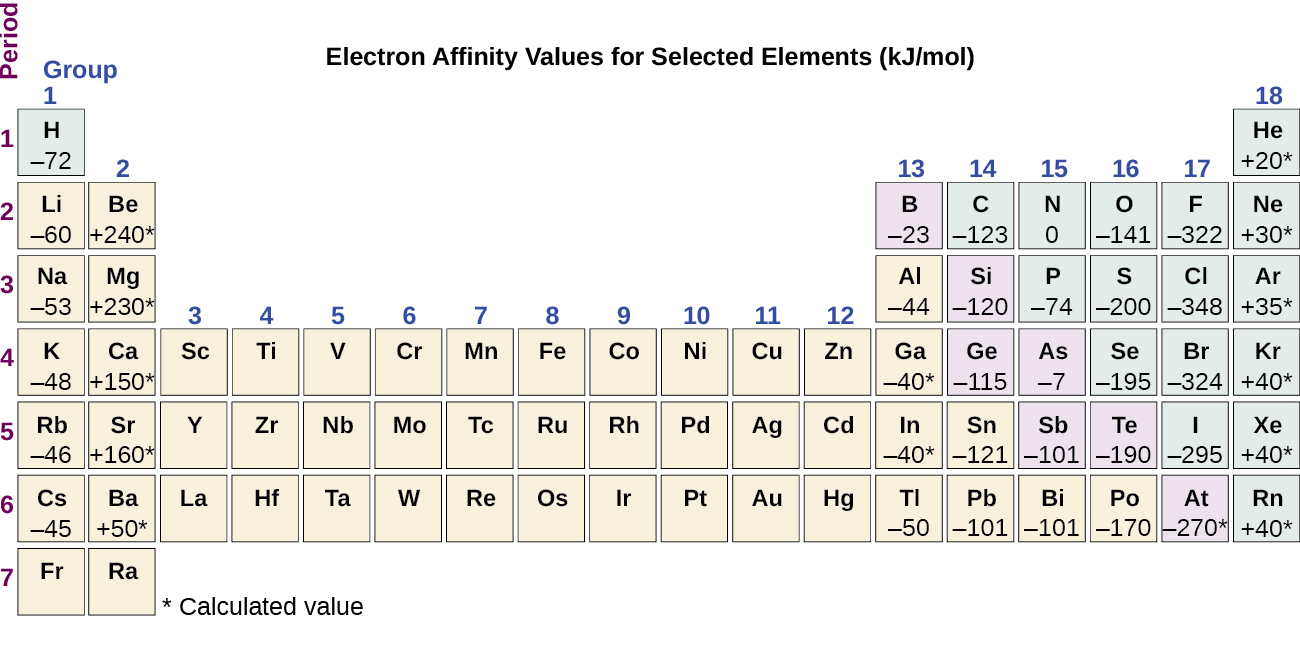 Period
Electron Affinity Values for Selected Elements (kJ/mol)
Group
1 18
1 H He
–72 +20*
2 13 14 15 16 17
2 Li Be B C N O F Ne
–60 +240* –23 –123 0 –141 –322 +30*
3 Na Mg Al Si P S Cl Ar
–53 +230* –44 –120 –74 –200 –348 +35*
3 4 5 6 7 8 9 10 11 12
4 K Ca Sc Ti V Cr Mn Fe Co Ni Cu Zn Ga Ge As Se Br Kr
–48 +150* –40* –115 –7 –195 –324 +40*
5 Rb Sr Y Zr Nb Mo Tc Ru Rh Pd Ag Cd In Sn Sb Te I Xe
–46 +160* –40* –121 –101 –190 –295 +40*
6 Cs Ba La Hf Ta W Re Os Ir Pt Au Hg Tl Pb Bi Po At Rn
–45 +50* –50 –101 –101 –170 –270* +40*
7 Fr Ra
* Calculated value